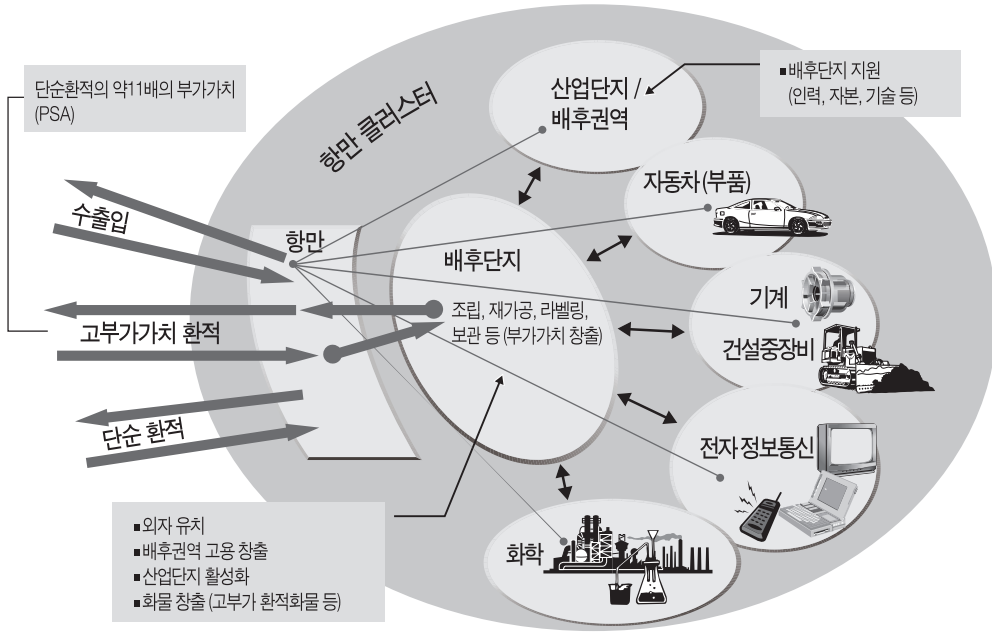 단순환적의 약11배의 부가가치
(PSA)
항만 클러스터
산업단지 /
배후권역
■ 배후단지 지원
(인력, 자본, 기술 등)
자동차 (부품)
수출입
항만
배후단지
조립, 재가공, 라벨링,
보관 등 (부가가치 창출)
고부가가치 환적
기계
건설중장비
단순 환적
전자 정보통신
화학
■ 외자 유치
■ 배후권역 고용 창출
■ 산업단지 활성화
■ 화물 창출 (고부가 환적화물 등)